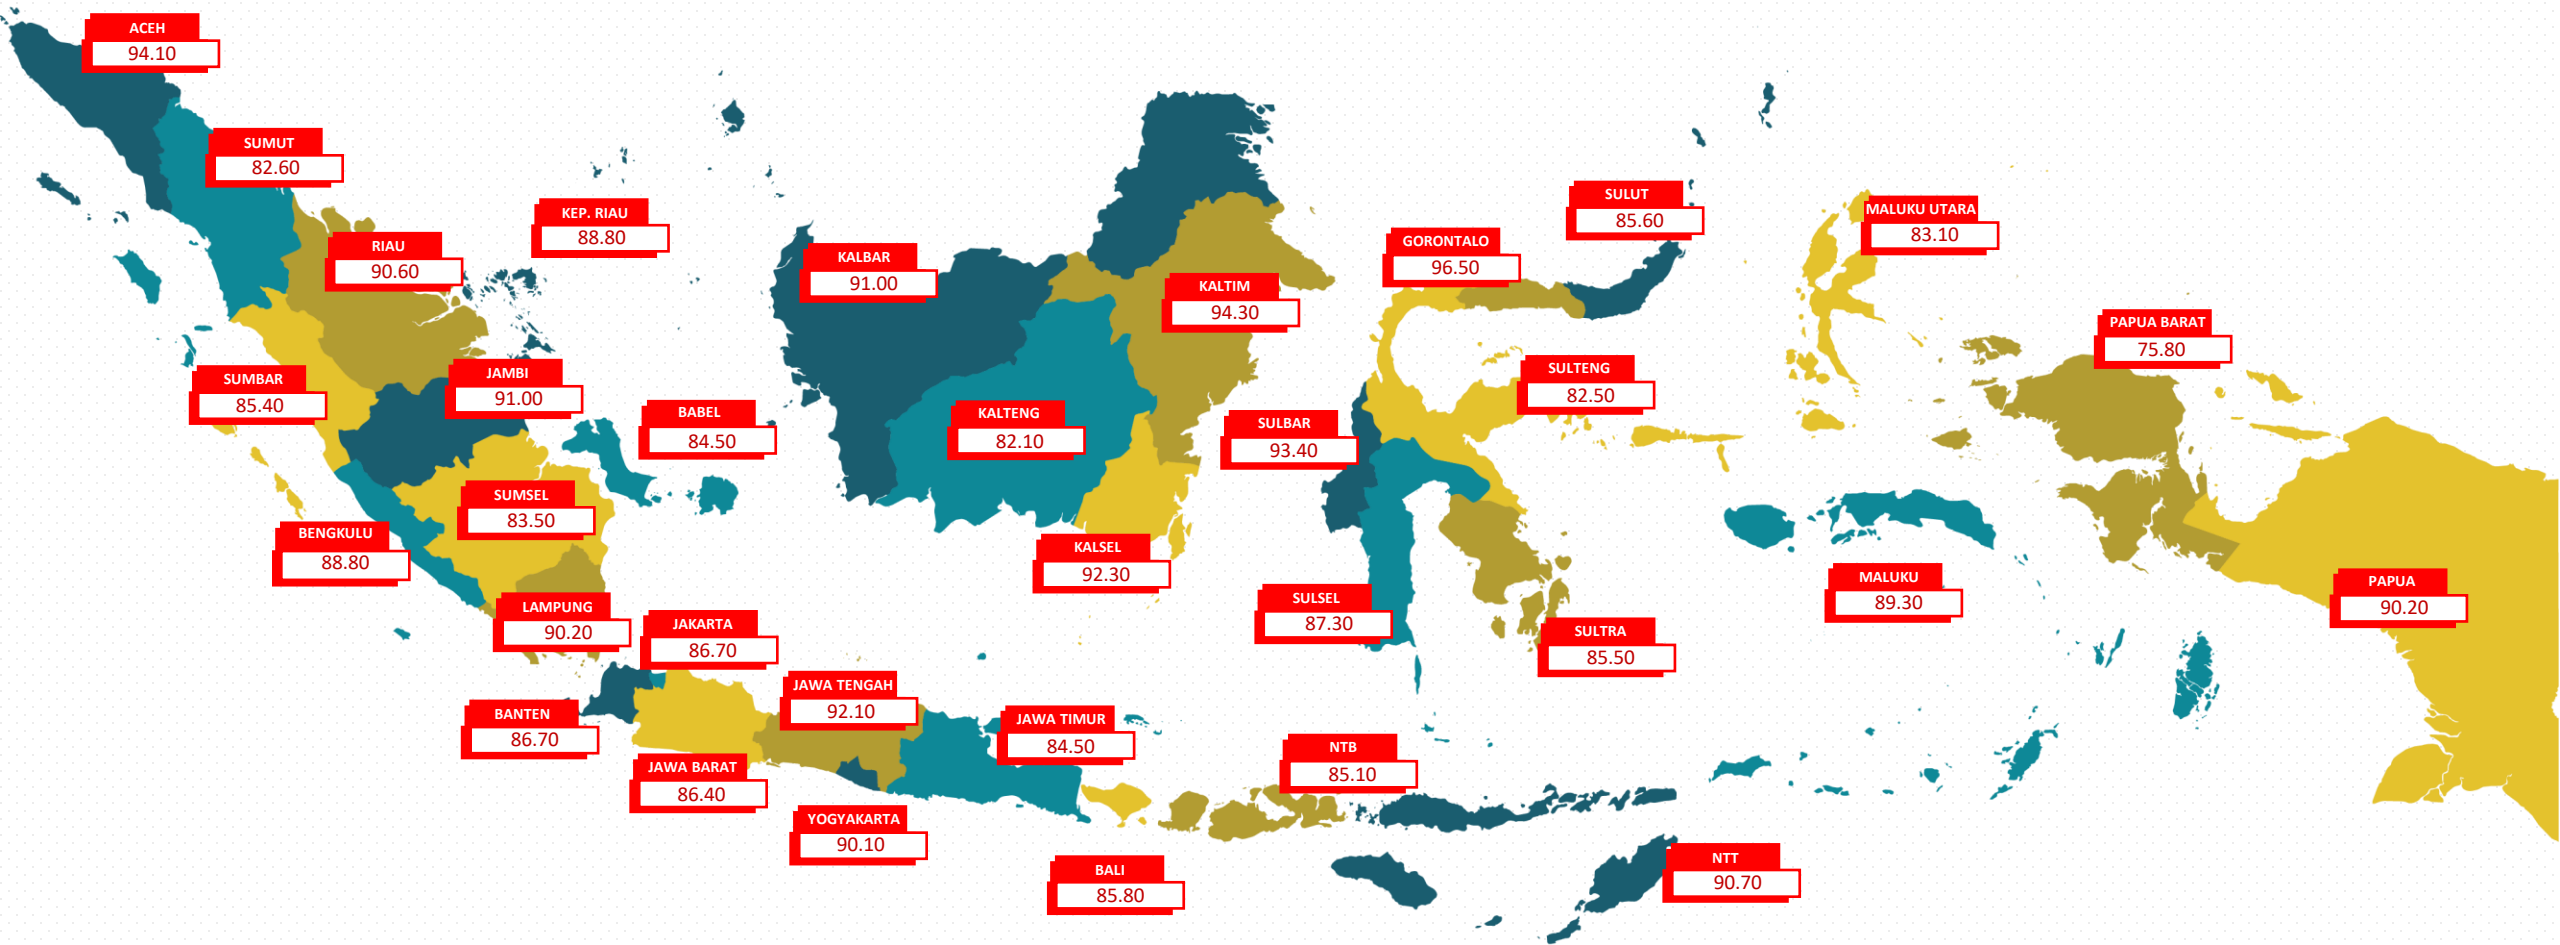 ACEH
94.10
SUMUT
82.60
RIAU
90.60
KEP. RIAU
88.80
SUMBAR
85.40
JAMBI
91.00
BABEL
84.50
SUMSEL
83.50
BENGKULU
88.80
LAMPUNG
90.20
JAKARTA
86.70
BANTEN
86.70
JAWA BARAT
86.40
JAWA TENGAH
92.10
YOGYAKARTA
90.10
JAWA TIMUR
84.50
BALI
85.80
NTB
85.10
NTT
90.70
KALBAR
91.00
KALTENG
82.10
KALTIM
94.30
KALSEL
92.30
GORONTALO
96.50
SULUT
85.60
SULTENG
82.50
SULBAR
93.40
SULSEL
87.30
SULTRA
85.50
MALUKU UTARA
83.10
MALUKU
89.30
PAPUA BARAT
75.80
PAPUA
90.20